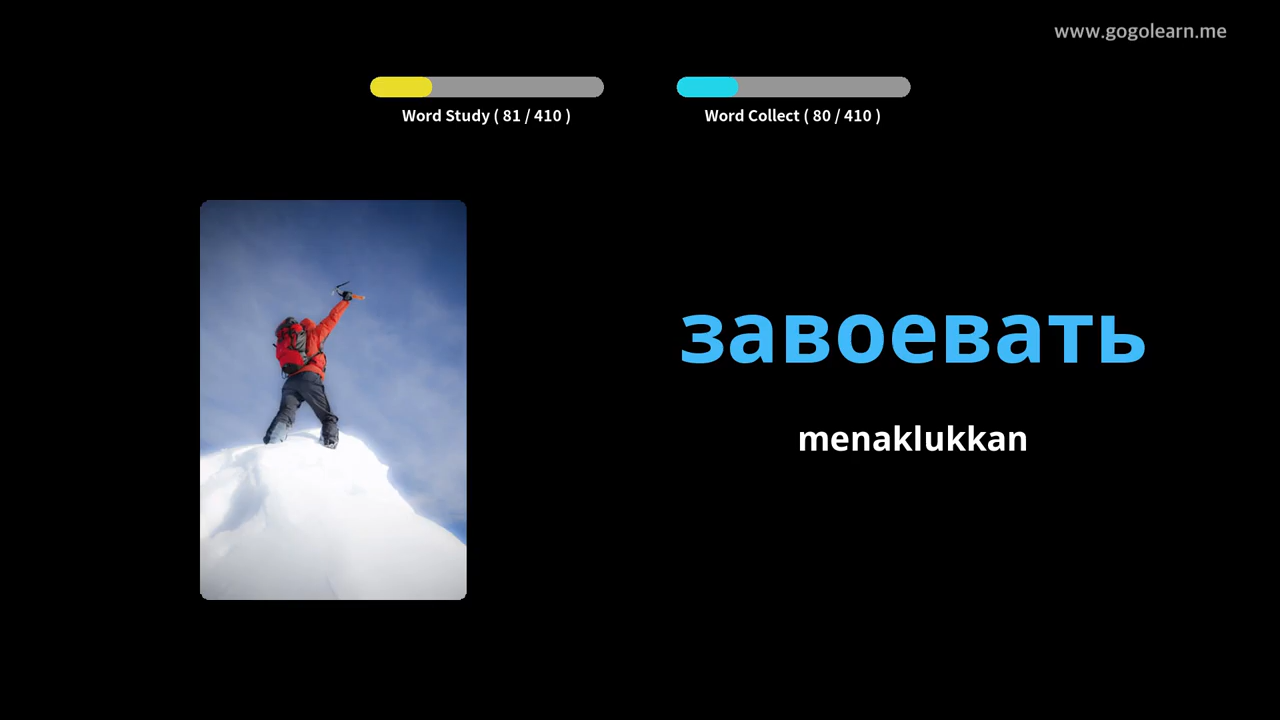 www.gogolearn.me
Word Study ( 81 / 410 )
Word Collect ( 80 / 410 )
завоевать
menaklukkan